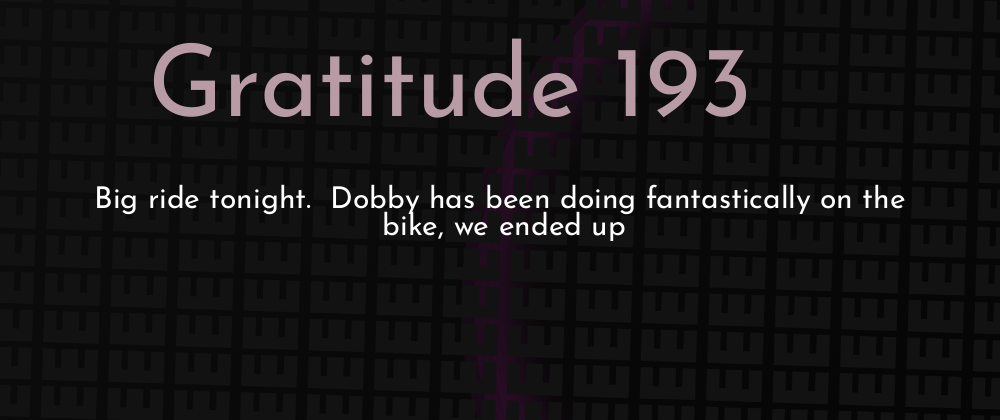 Gratitude 193
Big ride tonight.  Dobby has been doing fantastically on the
bike, we ended up